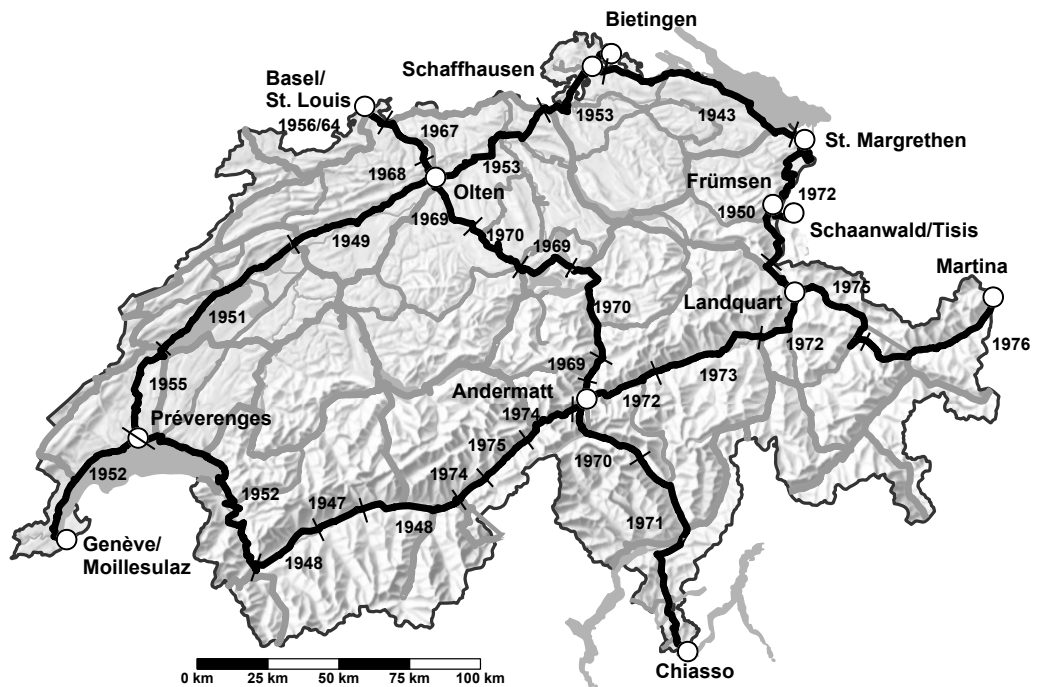 Bietingen
Schaffhausen
Basel/
St. Louis
1956/64
1967
1953
1943
St. Margrethen
1968
1953
Olten
Frümsen
1972
1950
Schaanwald/Tisis
1969
1970
1949
1969
Martina
Landquart
1975
1951
1970
1972
1976
1955
1969
1973
Andermatt
1972
Préverenges
1974
1975
1970
1952
1974
1952
1947
1948
1971
Genève/
Moillesulaz
1948
Chiasso
0 km 25 km 50 km 75 km 100 km